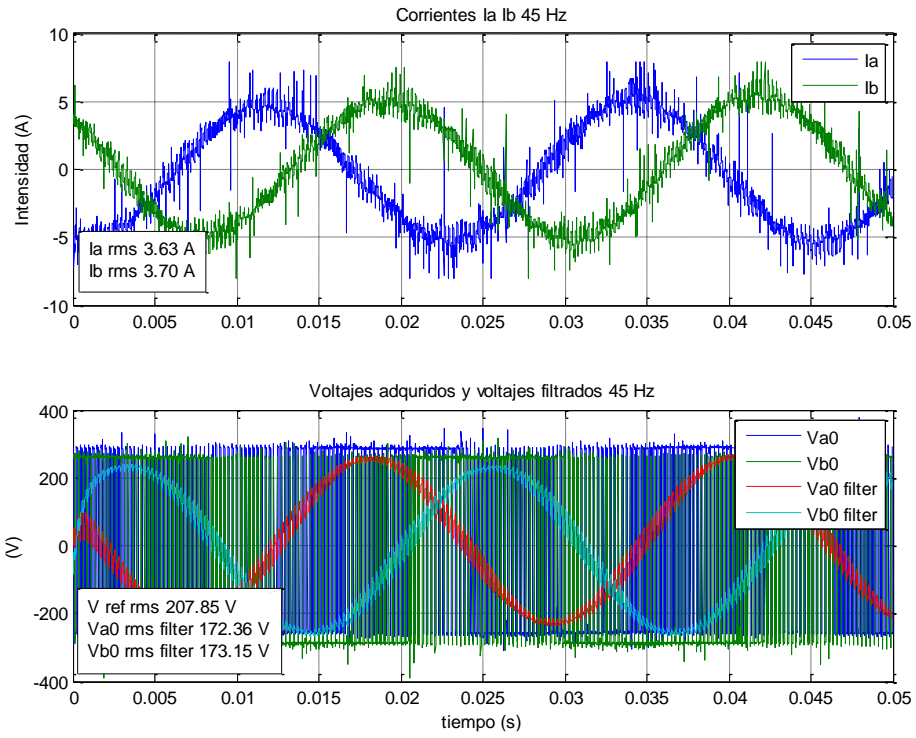 Corrientes Ia Ib 45 Hz
10
5
0
-5
-10
Intensidad (A)
Ia
Ib
Ia rms 3.63 A
Ib rms 3.70 A
0 0.005 0.01 0.015 0.02 0.025 0.03 0.035 0.04 0.045 0.05
Voltajes adquridos y voltajes filtrados 45 Hz
400
200
0
-200
-400
(V)
Va0
Vb0
Va0 filter
Vb0 filter
V ref rms 207.85 V
Va0 rms filter 172.36 V
Vb0 rms filter 173.15 V
0 0.005 0.01 0.015 0.02 0.025 0.03 0.035 0.04 0.045 0.05
tiempo (s)